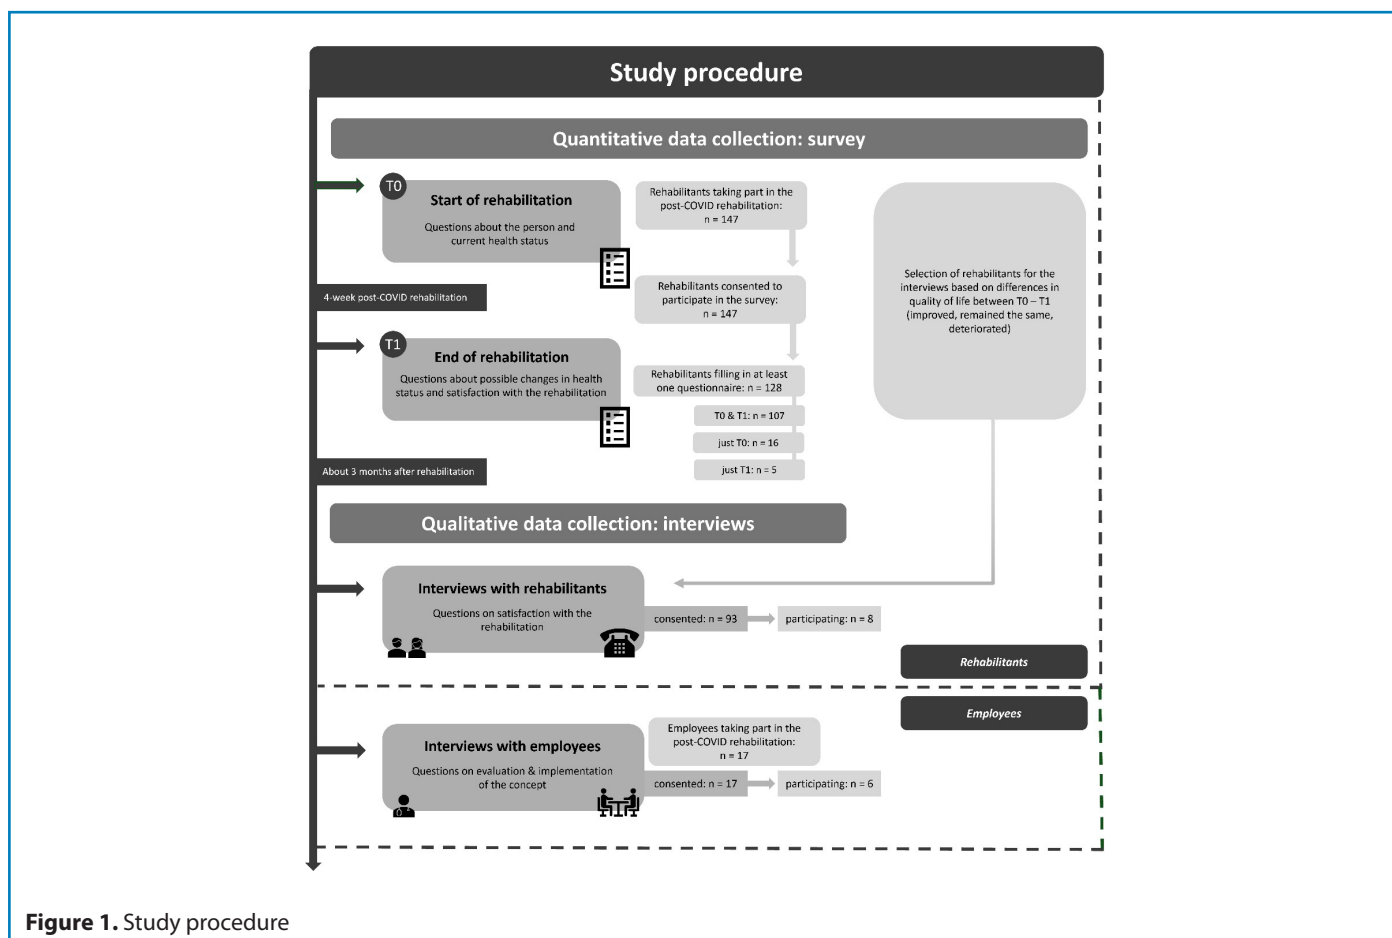 Study procedure
Quantitative data collection: survey
T0
Start of rehabilitation
Questions about the person and
current health status
Rehabilitants taking part in the
post-COVID rehabilitation:
n = 147
4-week post-COVID rehabilitation
Rehabilitants consented to
participate in the survey:
n = 147
Selection of rehabilitants for the
interviews based on differences in
quality of life between T0 – T1
(improved, remained the same,
deteriorated)
T1
End of rehabilitation
Questions about possible changes in health
status and satisfaction with the rehabilitation
Rehabilitants filling in at least
one questionnaire: n = 128
T0 & T1: n = 107
just T0: n = 16
just T1: n = 5
About 3 months after rehabilitation
Qualitative data collection: interviews
Interviews with rehabilitants
Questions on satisfaction with the
rehabilitation
consented: n = 93
participating: n = 8
Rehabilitants
Employees
Interviews with employees
Questions on evaluation & implementation
of the concept
Employees taking part in the
post-COVID rehabilitation:
n = 17
consented: n = 17
participating: n = 6
Figure 1. Study procedure